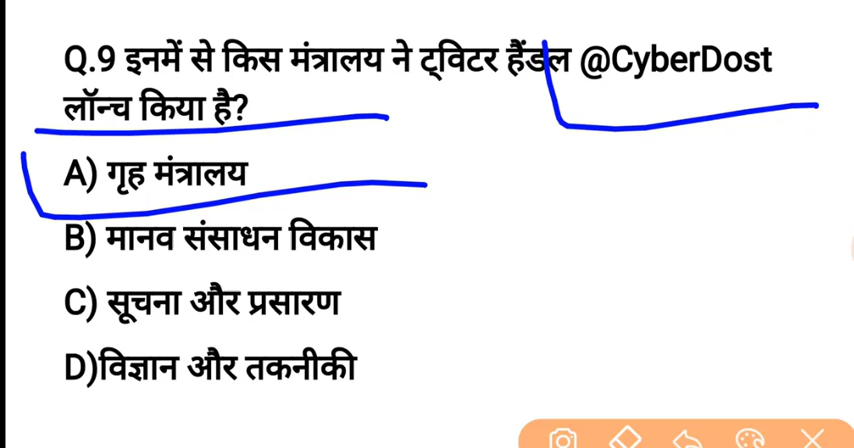 Q.9 इनमें से किस मंत्रालय ने ट्विटर हैंडल @CyberDost
लॉन्च किया है?
A) गृह मंत्रालय
B) मानव संसाधन विकास
C) सूचना और प्रसारण
D)विज्ञान और तकनीकी